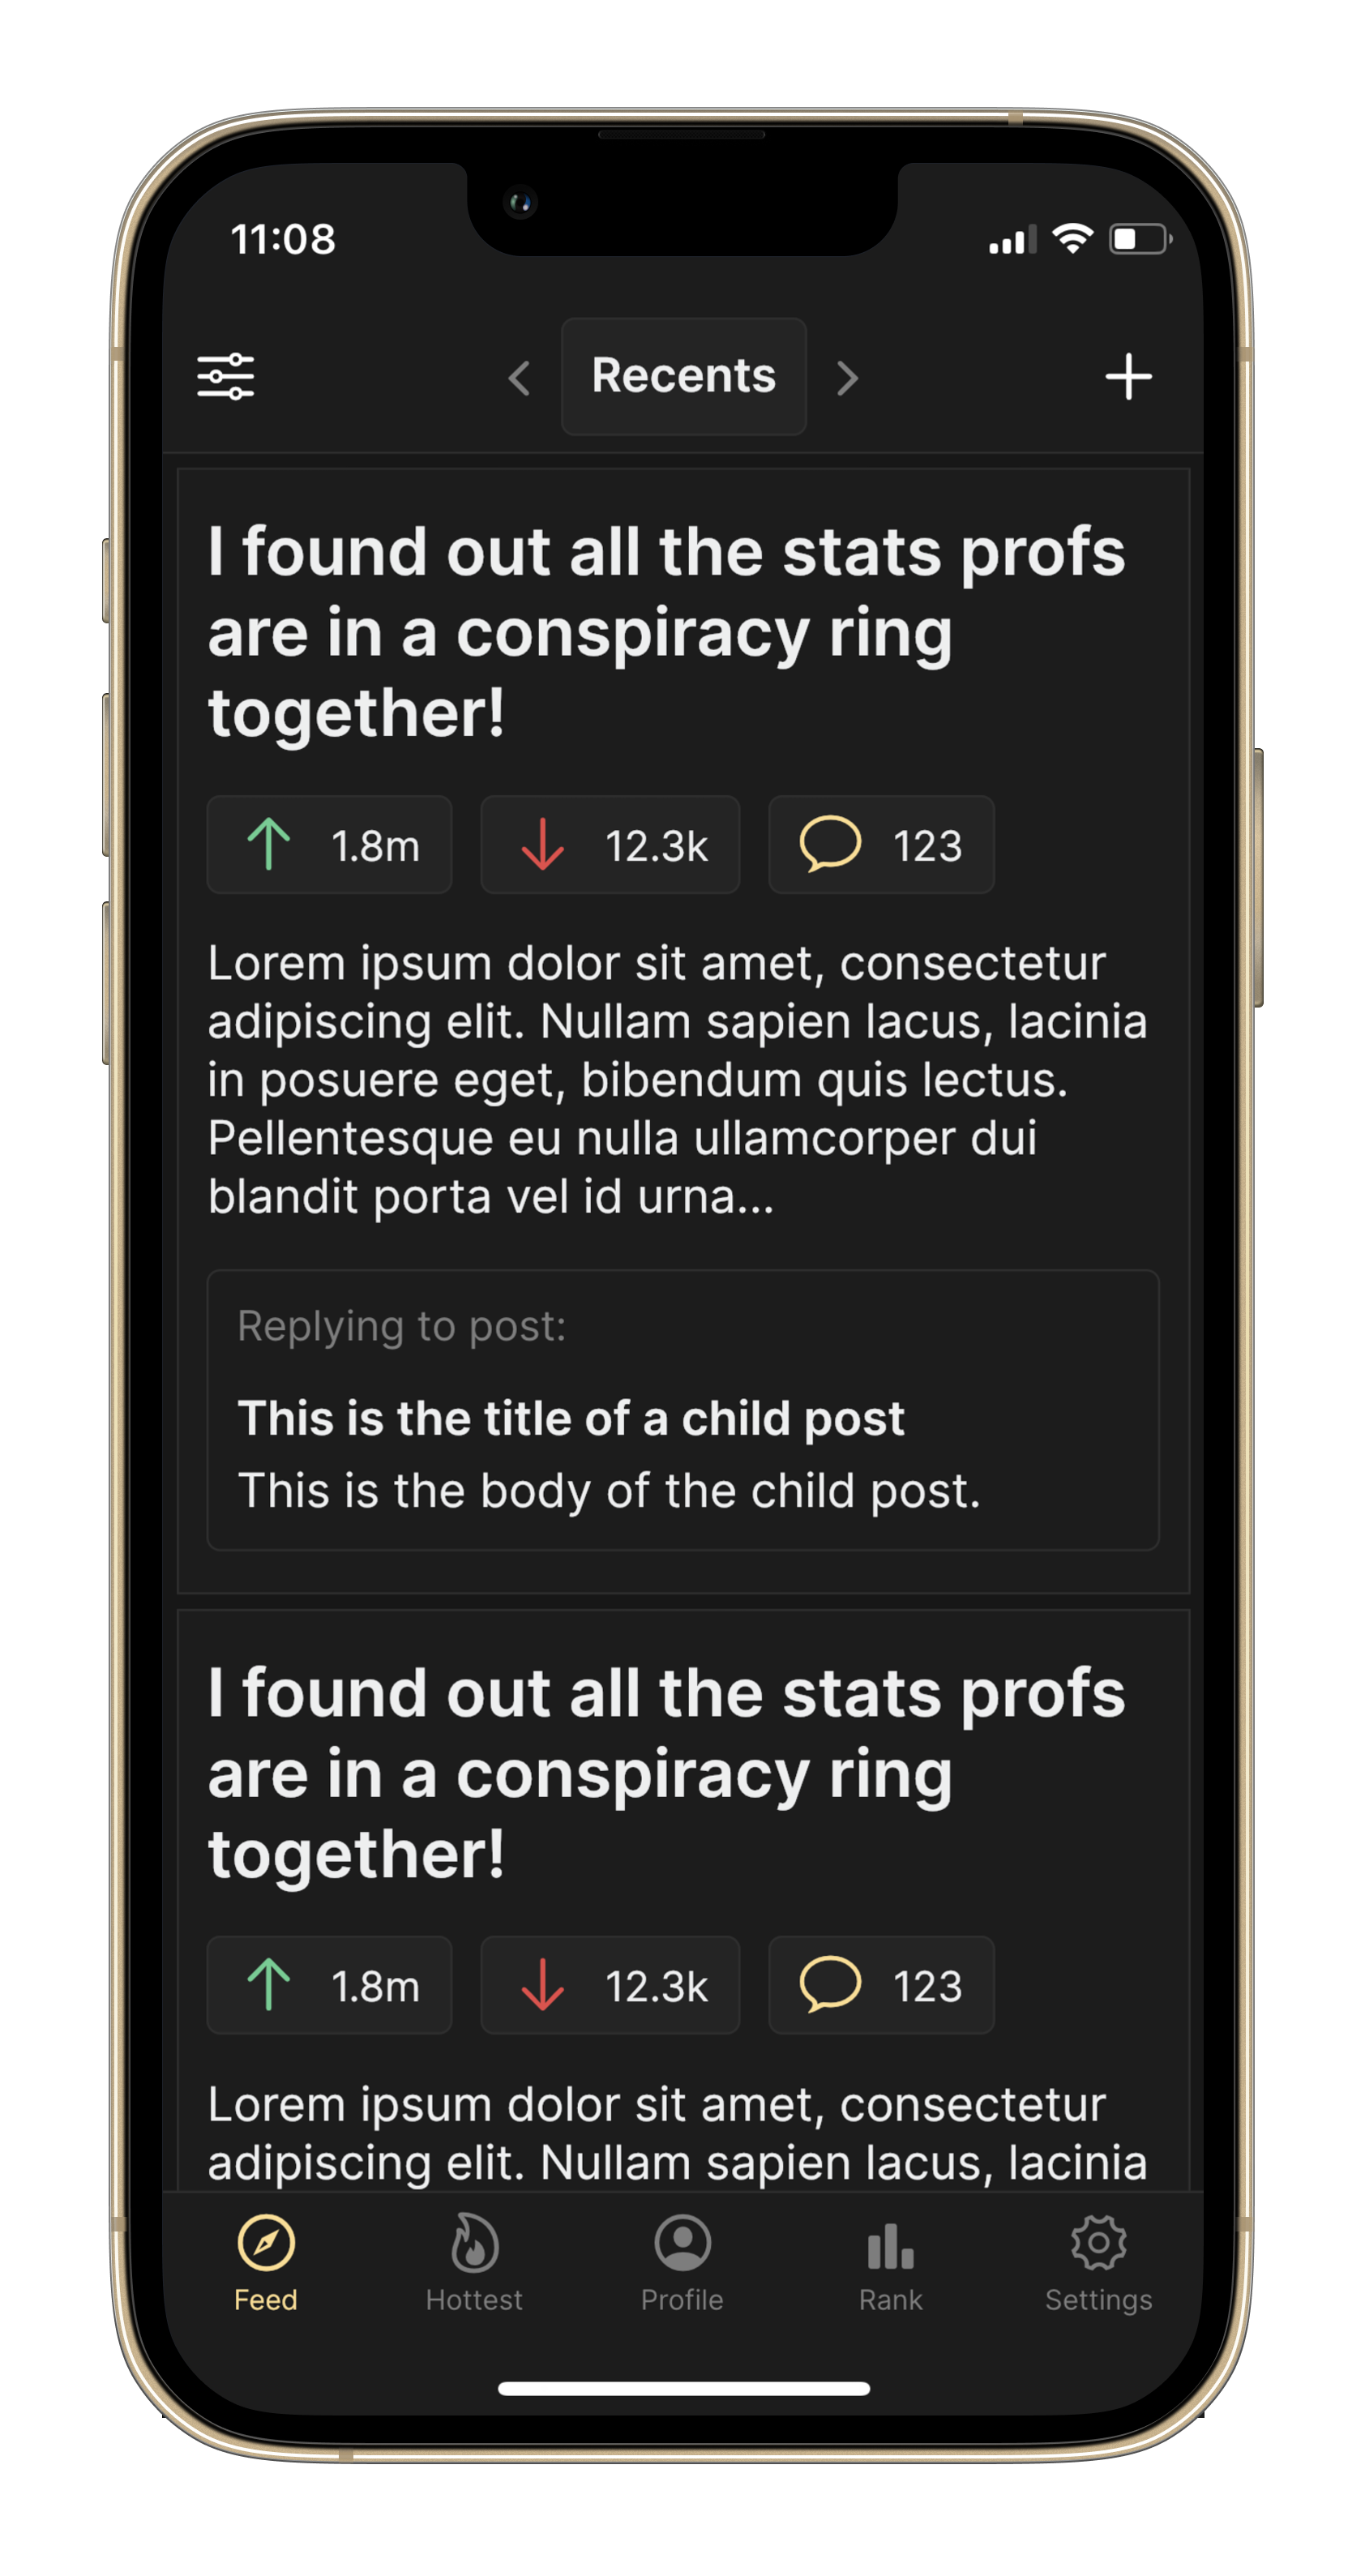 11:08
Recents
I found out all the stats profs
are in a conspiracy ring
together!
1.8m 12.3k 123
Lorem ipsum dolor sit amet, consectetur
adipiscing elit. Nullam sapien lacus, lacinia
in posuere eget, bibendum quis lectus.
Pellentesque eu nulla ullamcorper dui
blandit porta vel id urna...
Replying to post:
This is the title of a child post
This is the body of the child post.
I found out all the stats profs
are in a conspiracy ring
together!
1.8m 12.3k 123
Lorem ipsum dolor sit amet, consectetur
adipiscing elit. Nullam sapien lacus, lacinia
Feed Hottest Profile Rank Settings